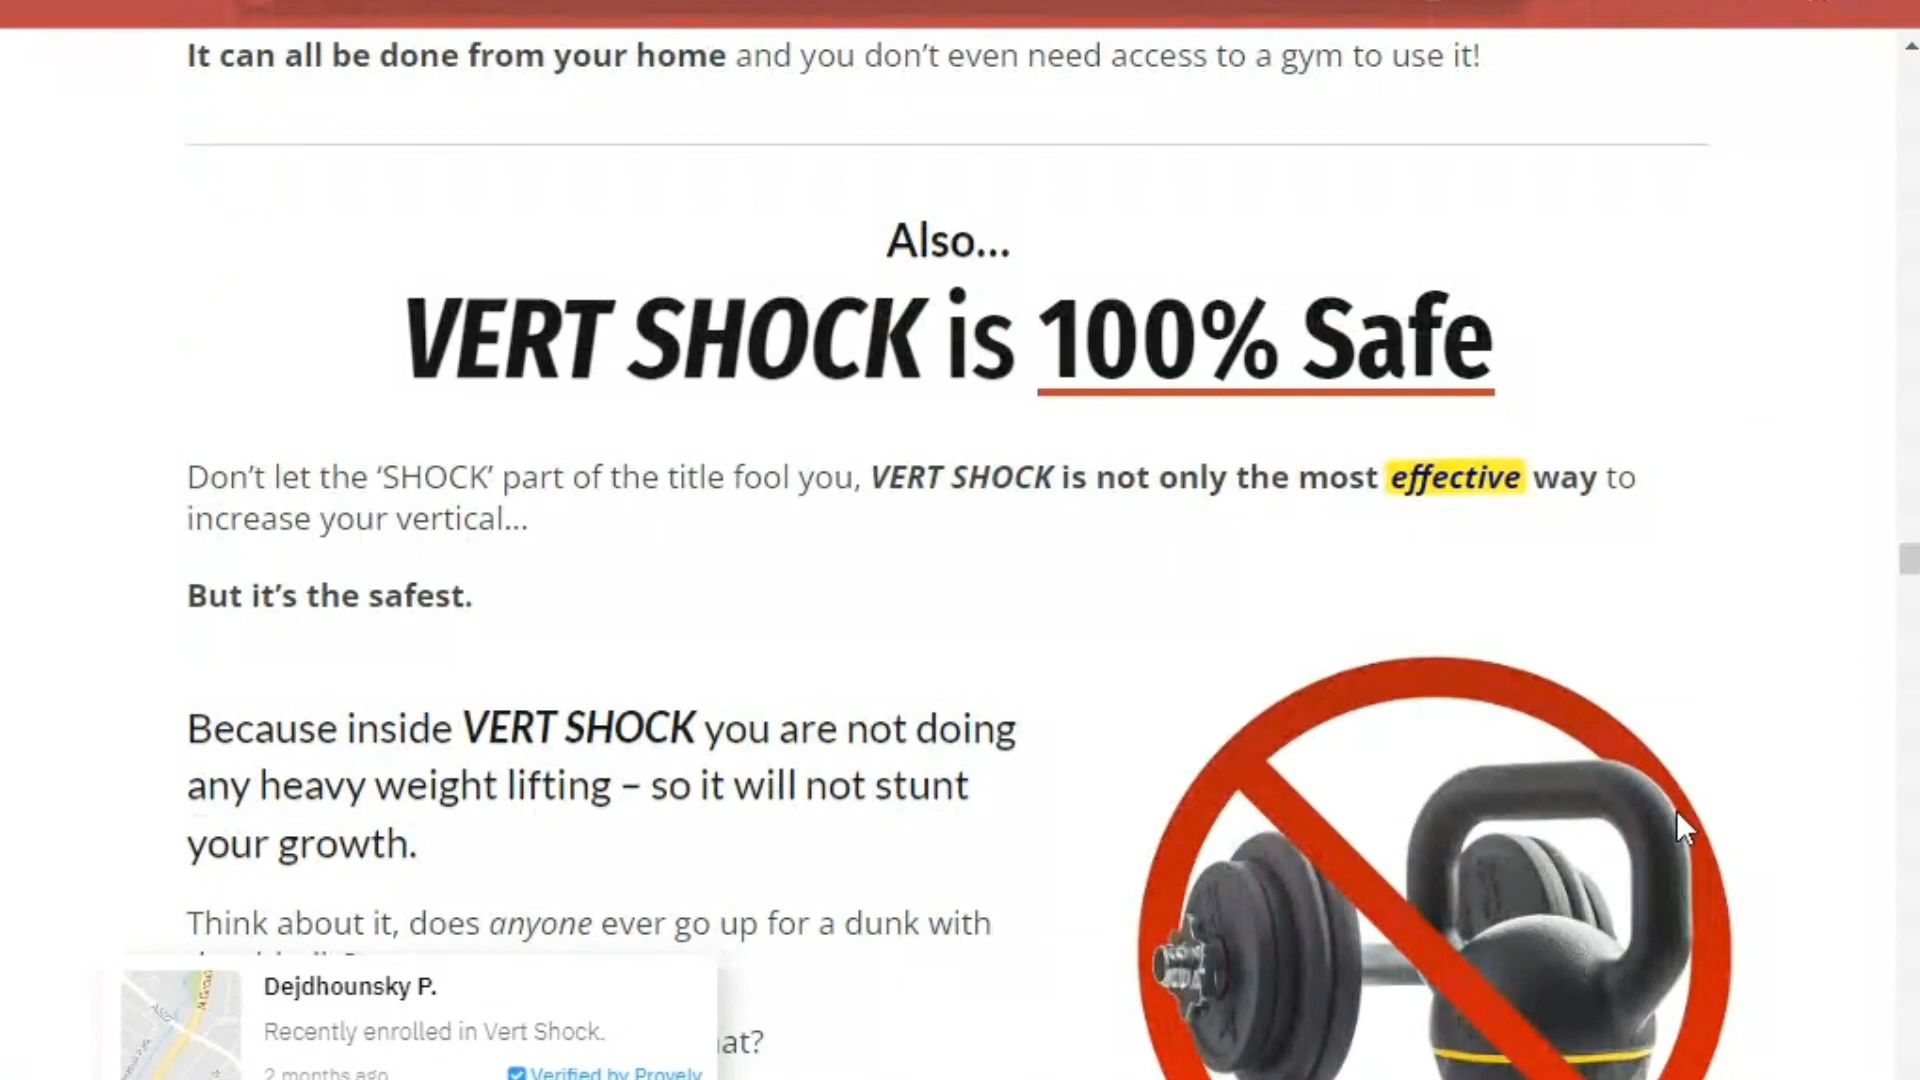 It can all be done from your home and you don’t even need access to a gym to use it!
Also...
VERT SHOCK is 100% Safe
Don’t let the ‘SHOCK’ part of the title fool you, VERT SHOCK is not only the most effective way to
increase your vertical...
But it’s the safest.
Because inside VERT SHOCK you are not doing
any heavy weight lifting – so it will not stunt
your growth.
Think about it, does anyone ever go up for a dunk with
Dejdhounsky P.
Recently enrolled in Vert Shock.
at?
2 months ago
Verified by Provely